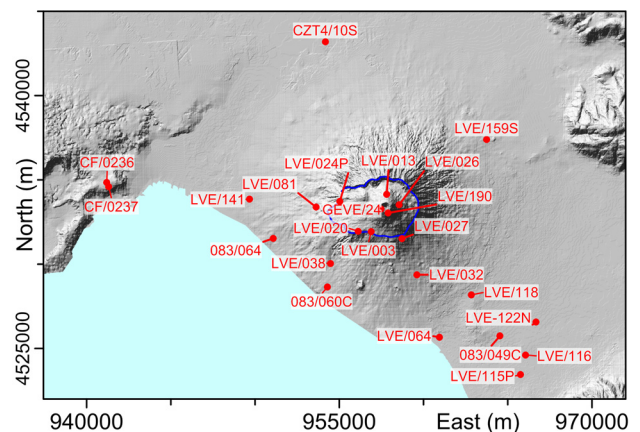 CZT4/10S
4540000
LVE/159S
CF/0236
LVE/024P
LVE/013
LVE/026
LVE/081
LVE/141
LVE/190
CF/0237
GEVE/24
LVE/020
LVE/027
North (m)
083/064
LVE/003
LVE/038
LVE/032
083/060C
LVE/118
LVE-122N
LVE/064
4525000
083/049C
LVE/116
LVE/115P
940000
955000
East (m)
970000